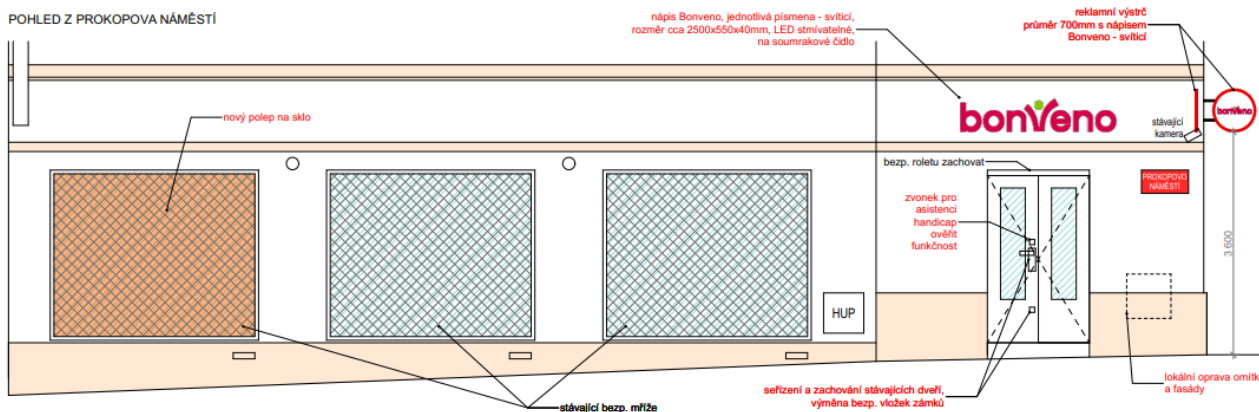 POHLED Z PROKOPOVA NÁMĚSTÍ
nápis Bonveno, jednotlivá písmena - svítící,
rozměr cca 2500x550x40mm, LED stmívatelné,
na soumrakové čidlo
reklamní výstrč
průměr 700mm s nápisem
Bonveno - svítící
nový polep na sklo
bonveno
stávající
kamera
bonveno
bezp. roletu zachovat
PROKOPOVO
NÁMĚSTÍ
zvonek pro
asistenci
handicap
ověřit
funkčnost
3.600
HUP
seřízení a zachování stávajících dveří,
výměna bezp. vložek zámků
lokální oprava omítk
a fasády
stávající bezp. mříže